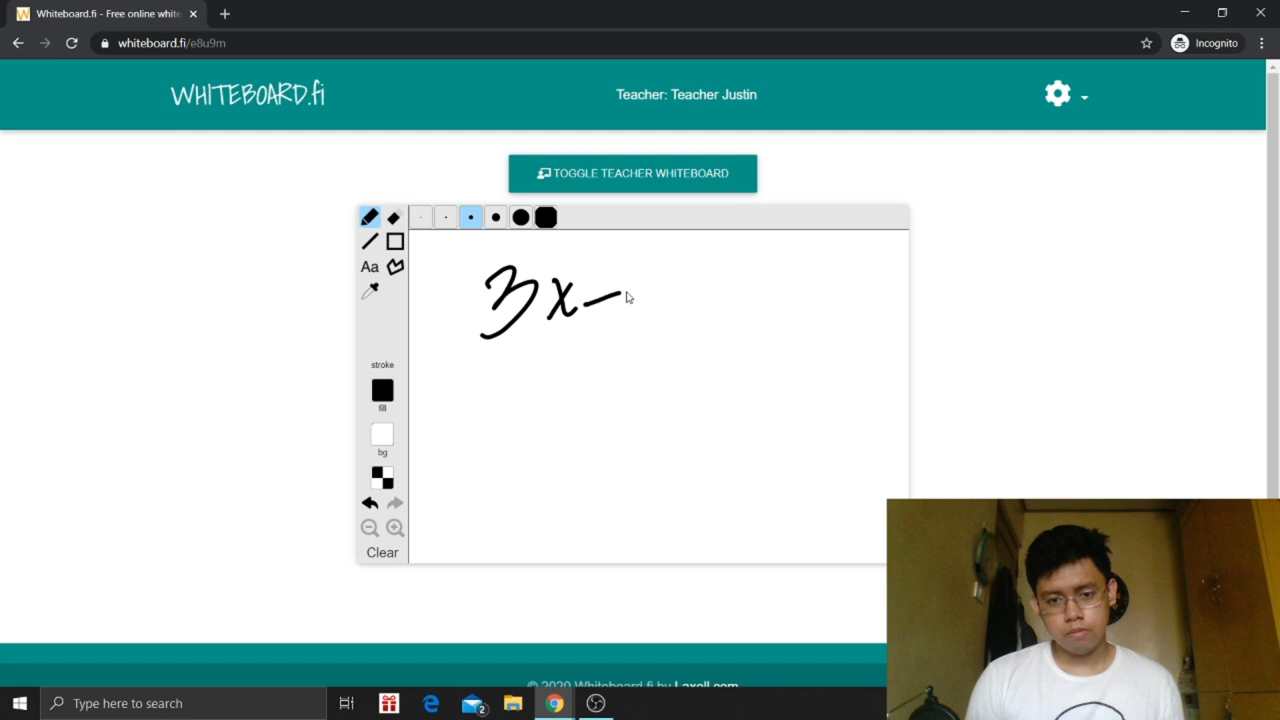 Whiteboard.fi - Free online white
whiteboard.fi/e8u9m
Incognito
WHITEBOARD.fi
Teacher: Teacher Justin
TOGGLE TEACHER WHITEBOARD
Aa
3x-
stroke
fill
bg
Clear
© 2020 Whiteboard.fi by Laxell.com
Type here to search
2